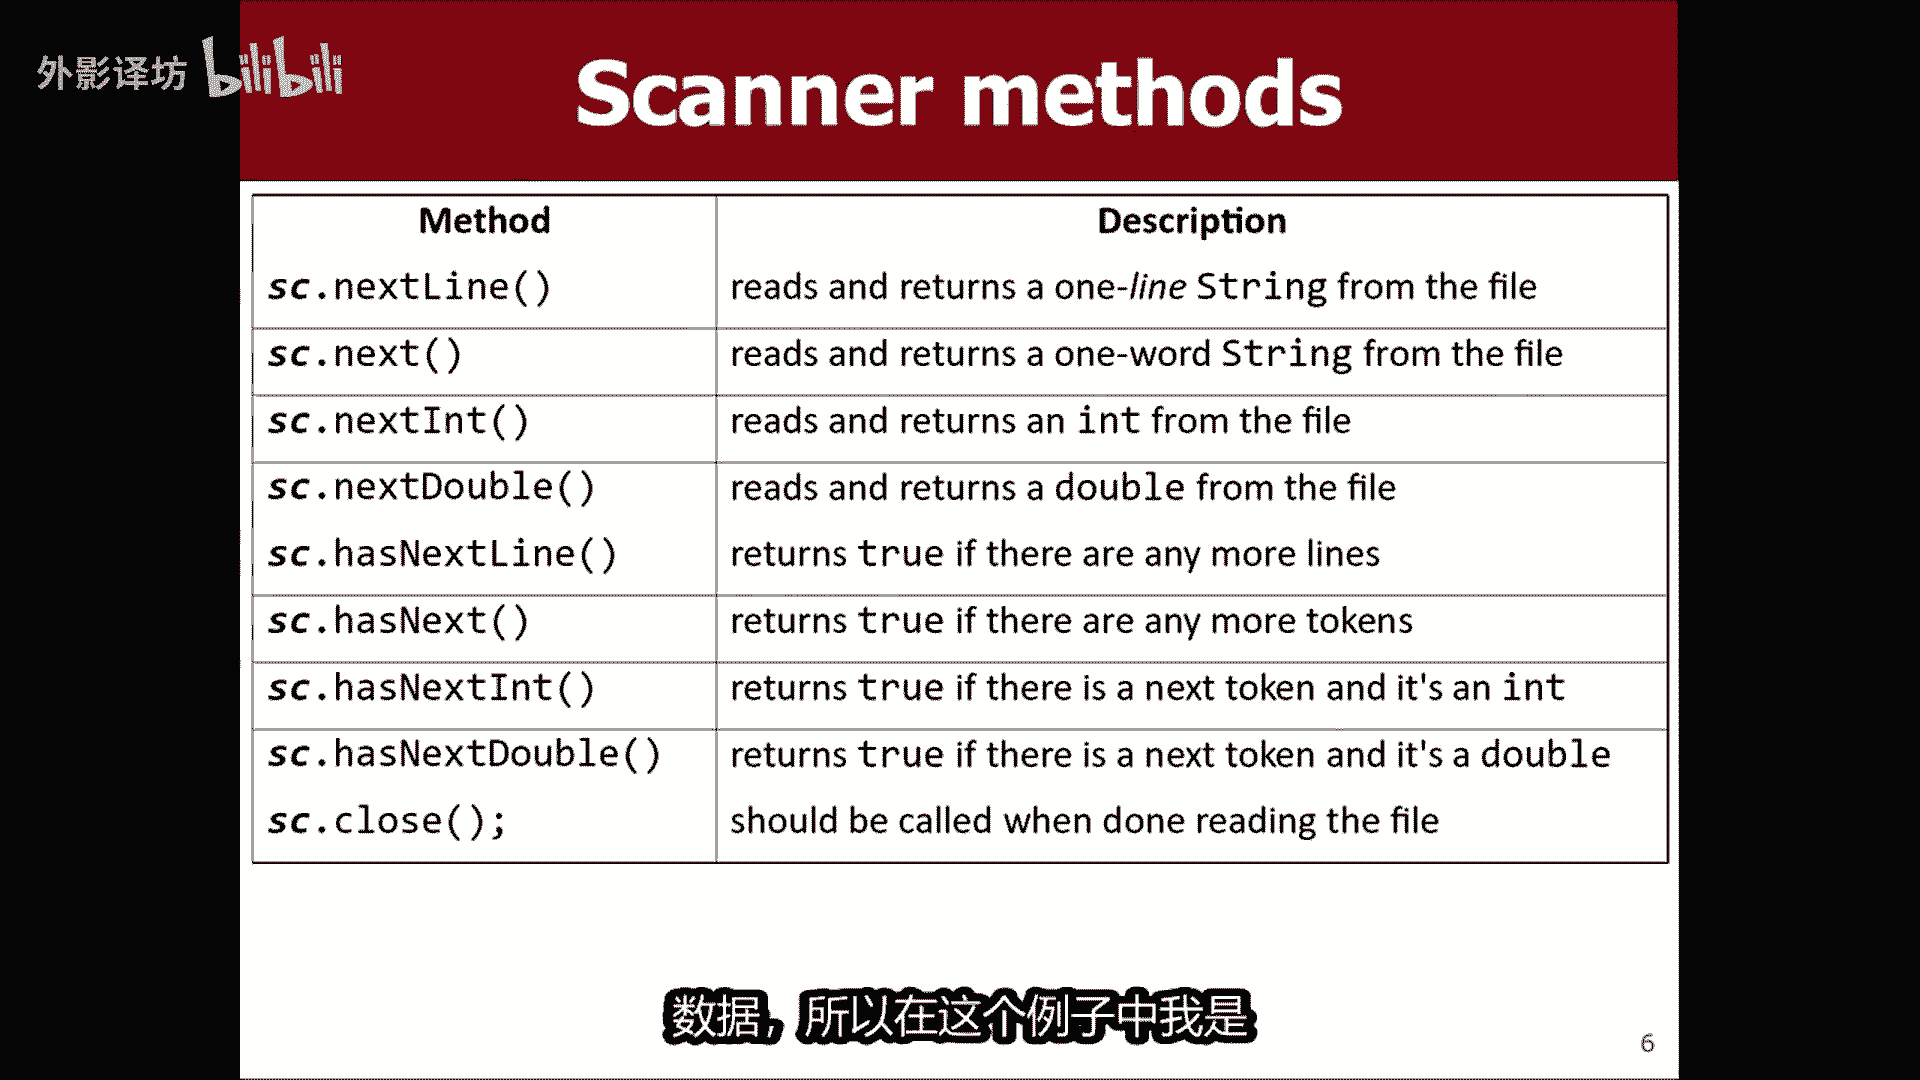 外影译坊 bilibili
Scanner methods
Method Description
sc.nextLine() reads and returns a one-line String from the file
sc.next() reads and returns a one-word String from the file
sc.nextInt() reads and returns an int from the file
sc.nextDouble() reads and returns a double from the file
sc.hasNextLine() returns true if there are any more lines
sc.hasNext() returns true if there are any more tokens
sc.hasNextInt() returns true if there is a next token and it's an int
sc.hasNextDouble() returns true if there is a next token and it's a double
sc.close(); should be called when done reading the file
数据，所以在这个例子中我是
6